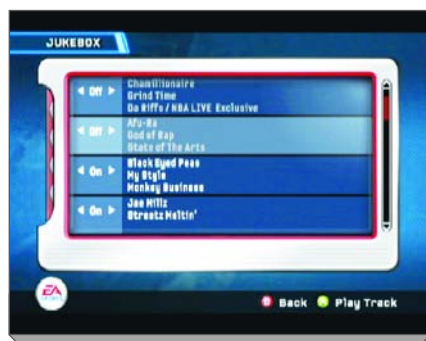 JUKEBOX
Off
Chamillionaire
Grind Time
Da Riffs / NBA LIVE Exclusive
Off
Afu-Ra
God of Rap
State of The Arts
On
Black Eyed Peas
My Style
Monkey Business
On
Jae Millz
Streetz Meltin'
EA
SPORTS
B Back A Play Track